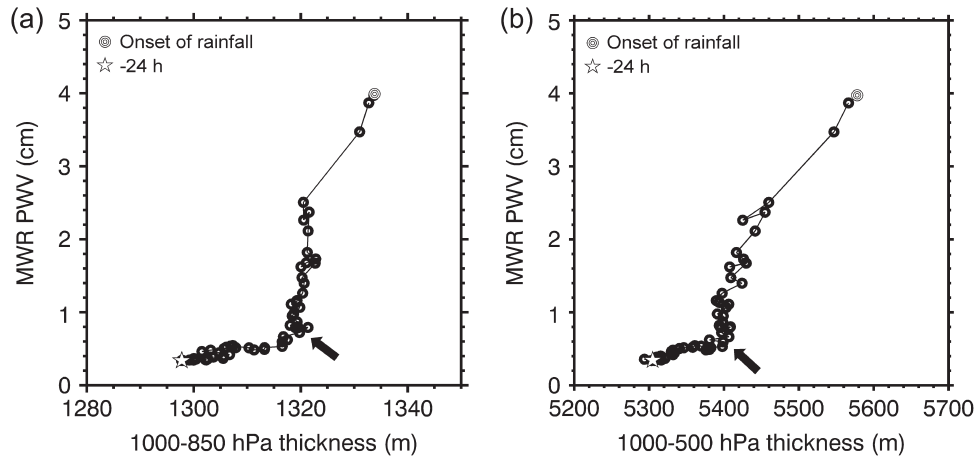 (a)
5
4
3
2
1
0
MWR PWV (cm)
Onset of rainfall
-24 h
1280 1300 1320 1340
1000-850 hPa thickness (m)
(b)
5
4
3
2
1
0
MWR PWV (cm)
Onset of rainfall
-24 h
5200 5300 5400 5500 5600 5700
1000-500 hPa thickness (m)